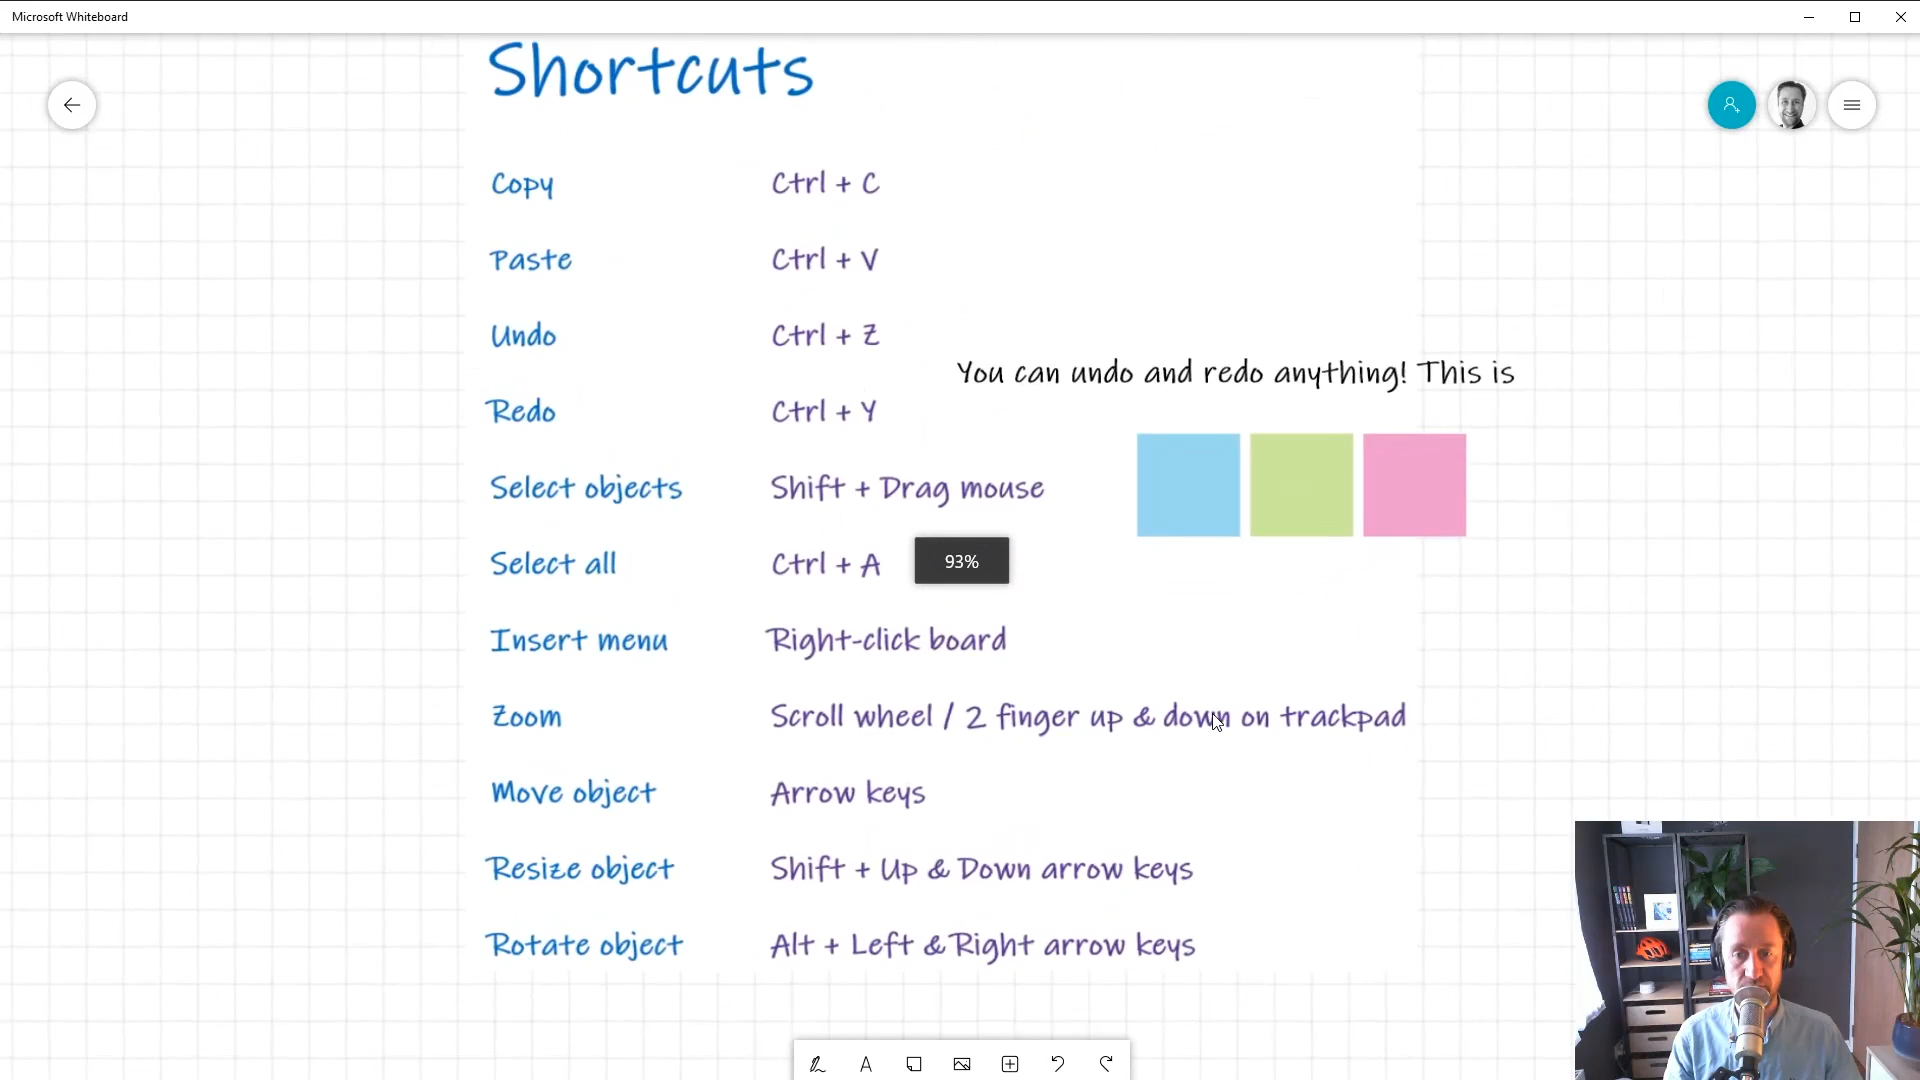 Microsoft Whiteboard
Shortcuts
Copy Ctrl + C
Paste Ctrl + V
Undo Ctrl + Z
You can undo and redo anything! This is
Redo Ctrl + Y
Select objects Shift + Drag mouse
Select all Ctrl + A
93%
Insert menu Right-click board
Zoom Scroll wheel / 2 finger up & down on trackpad
Move object Arrow keys
Resize object Shift + Up & Down arrow keys
Rotate object Alt + Left & Right arrow keys